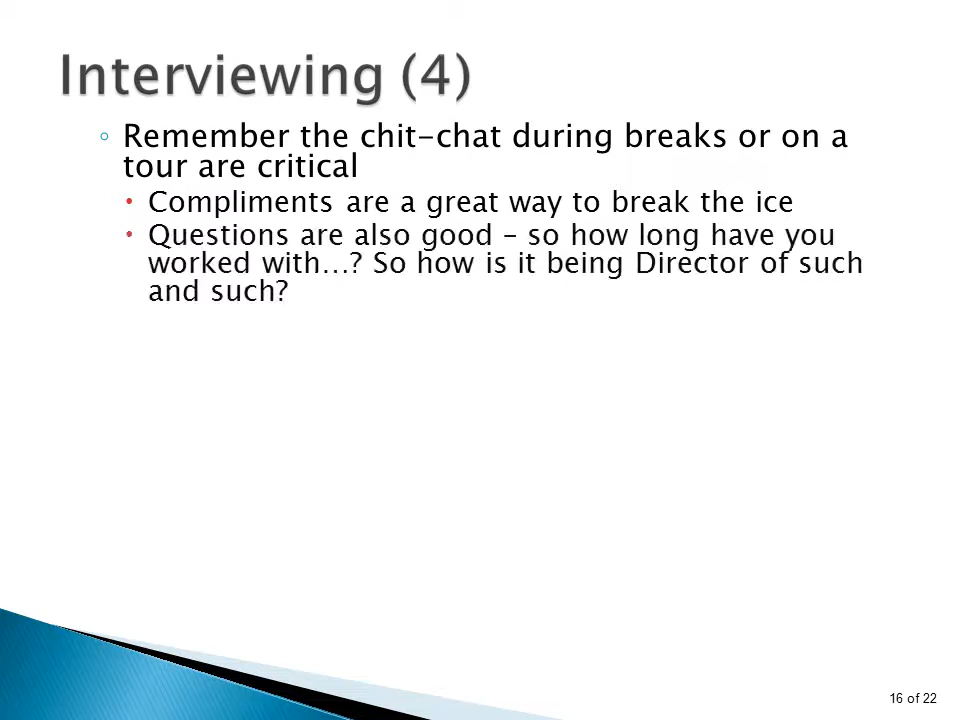 Interviewing (4)
◦ Remember the chit-chat during breaks or on a
tour are critical
• Compliments are a great way to break the ice
• Questions are also good – so how long have you
worked with…? So how is it being Director of such
and such?
16 of 22